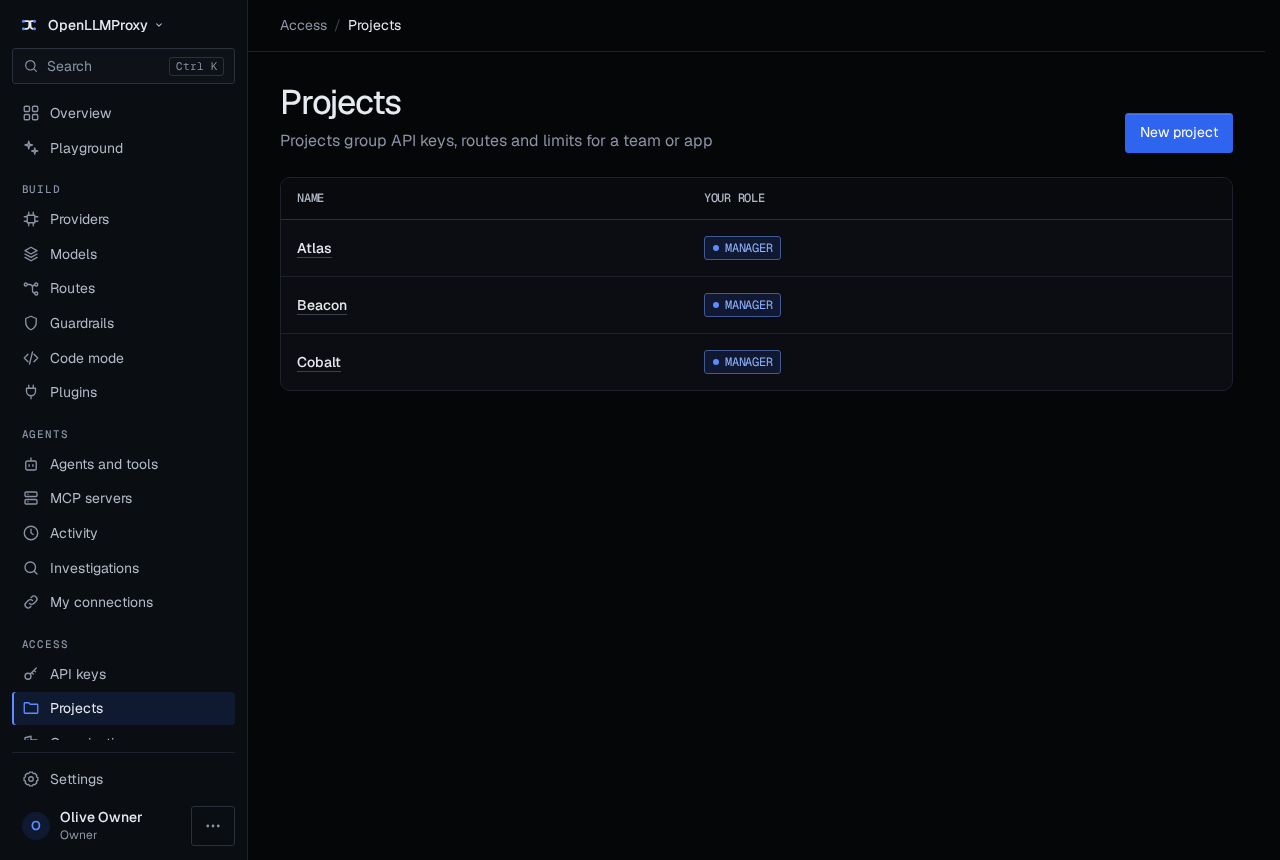 OpenLLMProxy
Search Ctrl K
Overview
Playground
BUILD
Providers
Models
Routes
Guardrails
Code mode
Plugins
AGENTS
Agents and tools
MCP servers
Activity
Investigations
My connections
ACCESS
API keys
Projects
Settings
O
Olive Owner
Owner
Access / Projects
Projects
Projects group API keys, routes and limits for a team or app
New project
NAME YOUR ROLE
Atlas MANAGER
Beacon MANAGER
Cobalt MANAGER